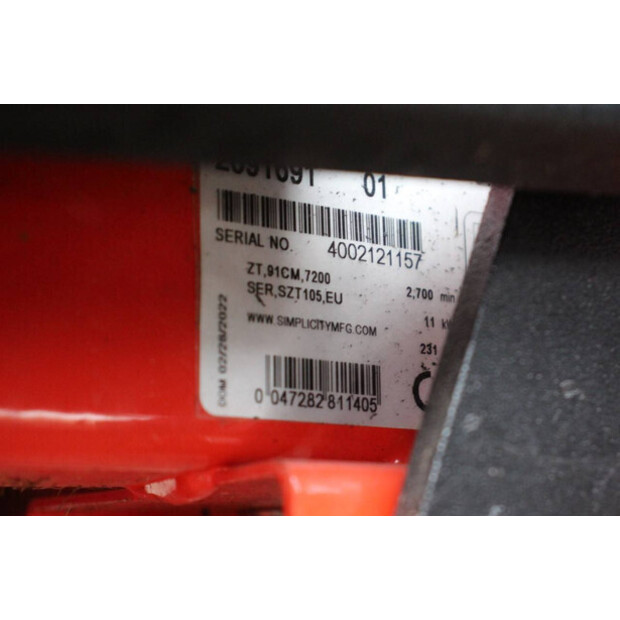 01
SERIAL NO. 4002121157
ZT,91CM,7200
SER,SZT105,EU 2,700 min
WWW.SIMPLICITYMFG.COM 11
231
0 047282 811405
DOM 02/28/2022